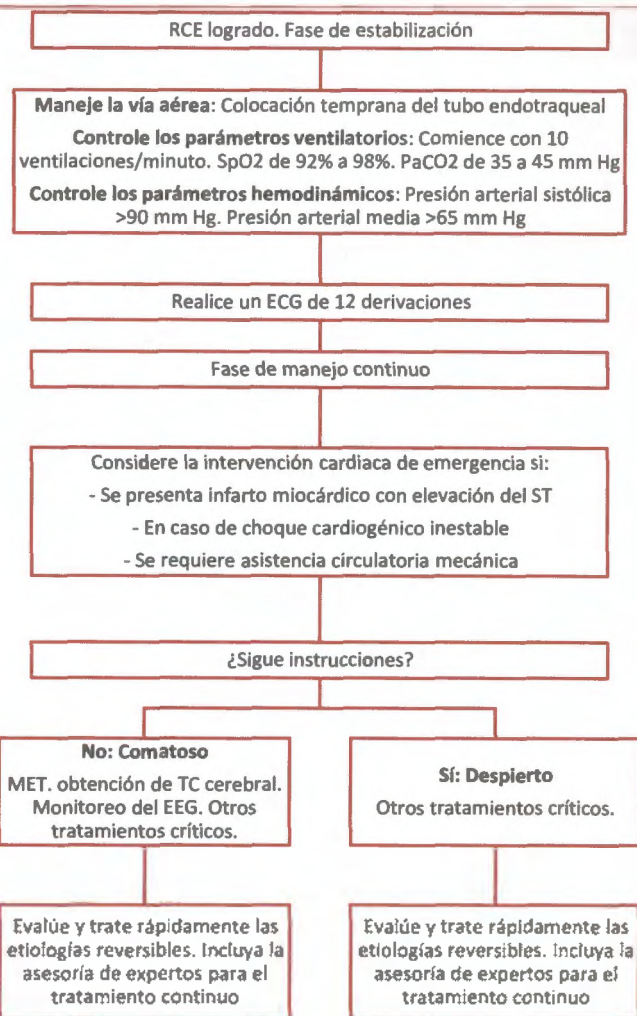 RCE logrado. Fase de estabilización
Maneje la vía aérea: Colocación temprana del tubo endotraqueal
Controle los parámetros ventilatorios: Comience con 10
ventilaciones/minuto. SpO2 de 92% a 98%. PaCO2 de 35 a 45 mm Hg
Controle los parámetros hemodinámicos: Presión arterial sistólica
>90 mm Hg. Presión arterial media >65 mm Hg
Realice un ECG de 12 derivaciones
Fase de manejo continuo
Considere la intervención cardiaca de emergencia si:
- Se presenta infarto miocárdico con elevación del ST
- En caso de choque cardiogénico inestable
- Se requiere asistencia circulatoria mecánica
¿Sigue instrucciones?
No: Comatoso
MET. obtención de TC cerebral.
Monitoreo del EEG. Otros
tratamientos críticos.
Sí: Despierto
Otros tratamientos críticos.
Evalúe y trate rápidamente las
etiologías reversibles. Incluya la
asesoría de expertos para el
tratamiento continuo
Evalúe y trate rápidamente las
etiologías reversibles. Incluya la
asesoría de expertos para el
tratamiento continuo